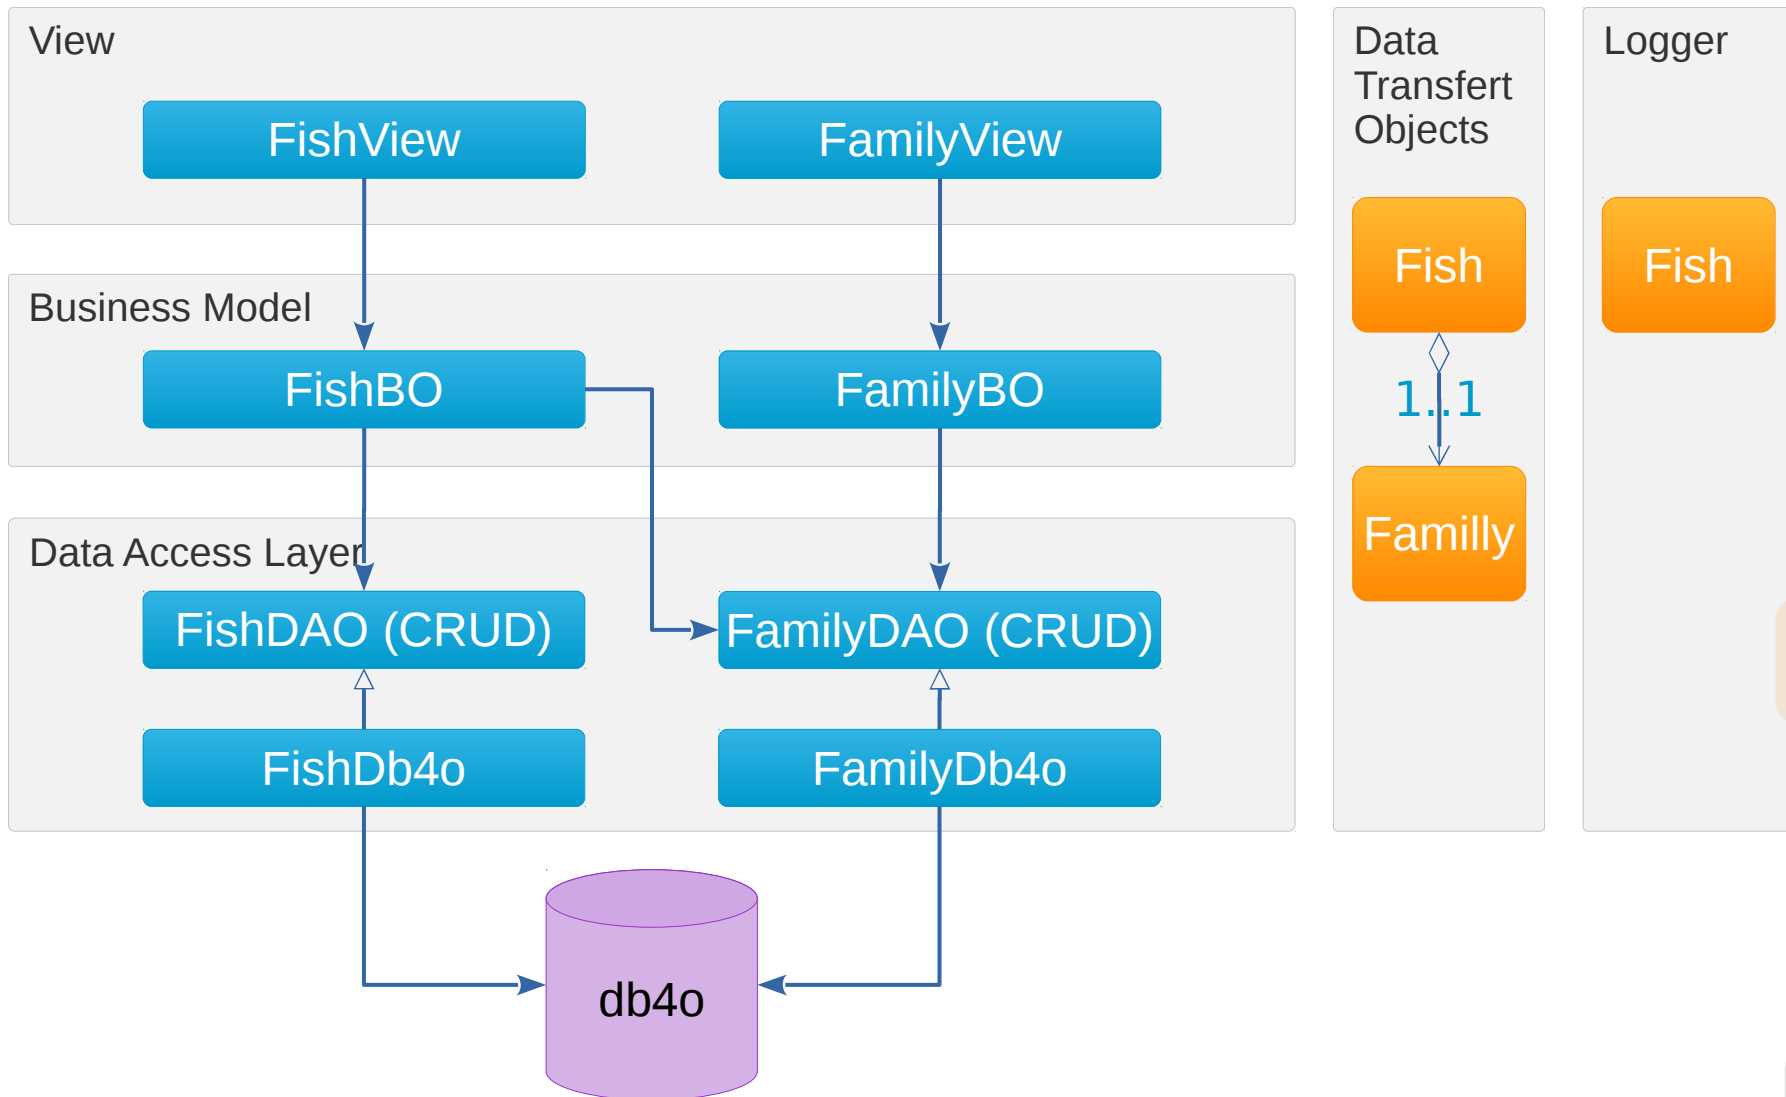 View
FishView
FamilyView
Business Model
FishBO
FamilyBO
Data Access Layer
FishDAO (CRUD)
FamilyDAO (CRUD)
FishDb4o
FamilyDb4o
db4o
Data
Transfert
Objects
Fish
1..1
Familly
Logger
Fish